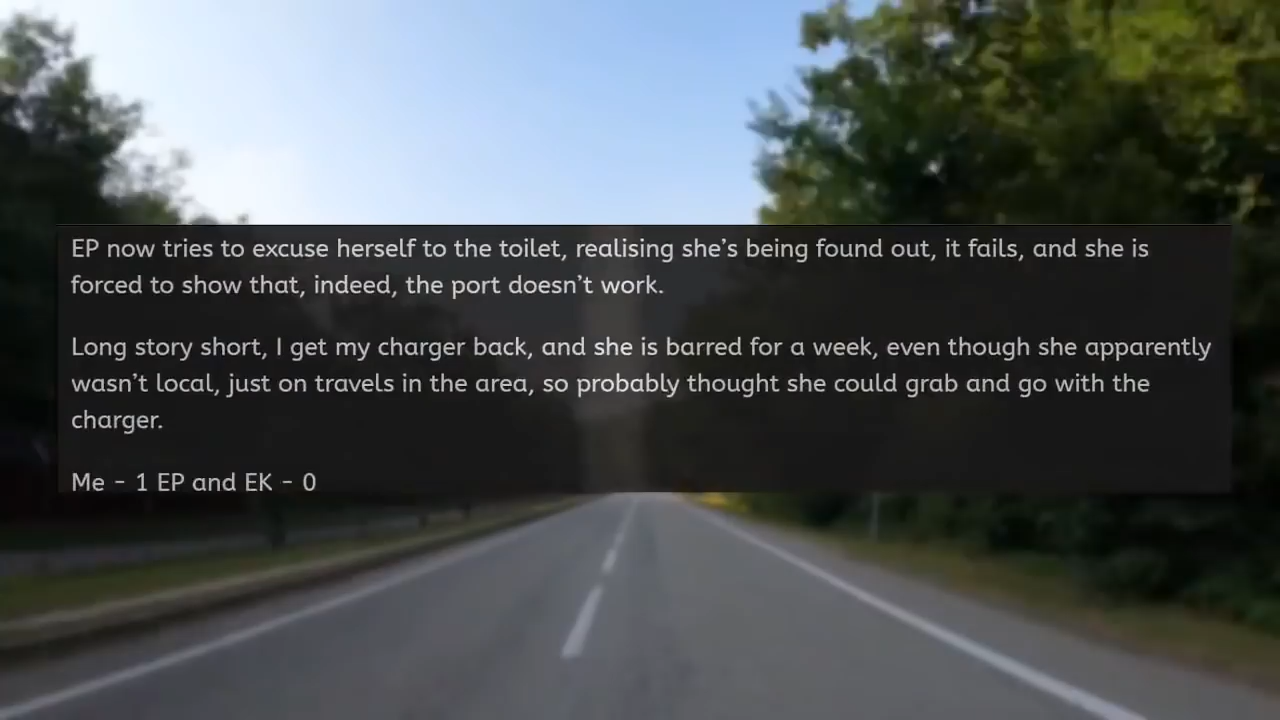 EP now tries to excuse herself to the toilet, realising she’s being found out, it fails, and she is
forced to show that, indeed, the port doesn’t work.
Long story short, I get my charger back, and she is barred for a week, even though she apparently
wasn’t local, just on travels in the area, so probably thought she could grab and go with the
charger.
Me - 1 EP and EK - 0